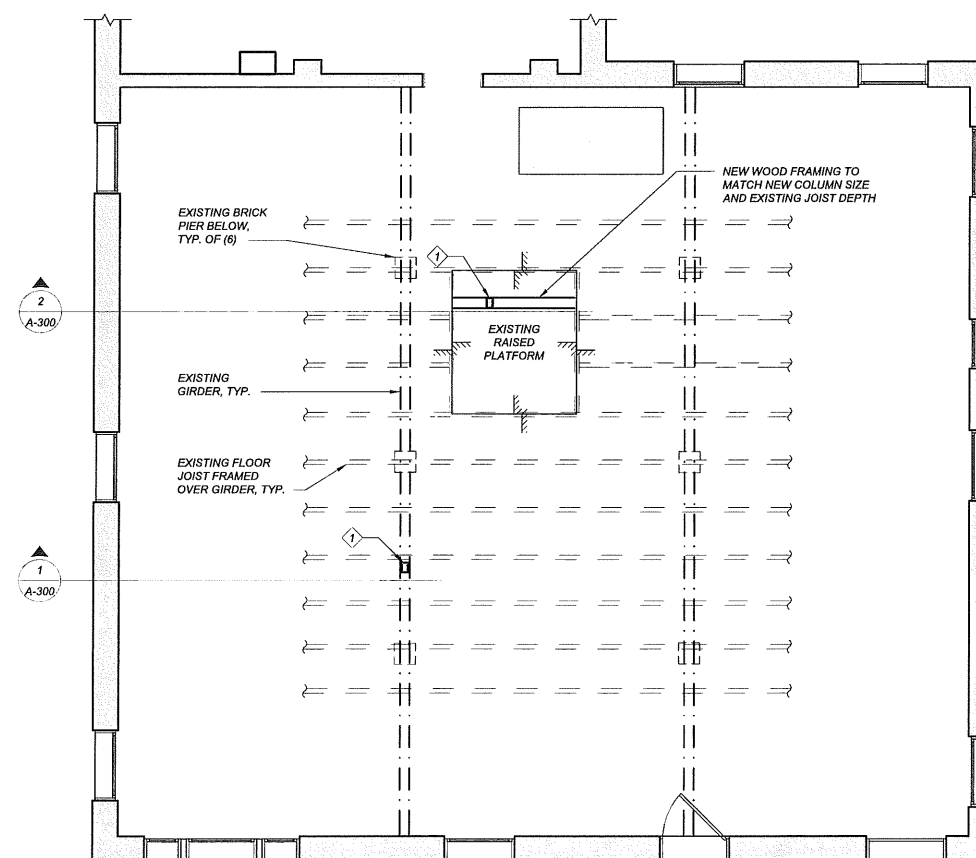 NEW WOOD FRAMING TO
MATCH NEW COLUMN SIZE
AND EXISTING JOIST DEPTH
EXISTING BRICK
PIER BELOW,
TYP. OF (6)
1
2
A-300
EXISTING
RAISED
PLATFORM
EXISTING
GIRDER, TYP.
EXISTING FLOOR
JOIST FRAMED
OVER GIRDER, TYP.
1
1
A-300